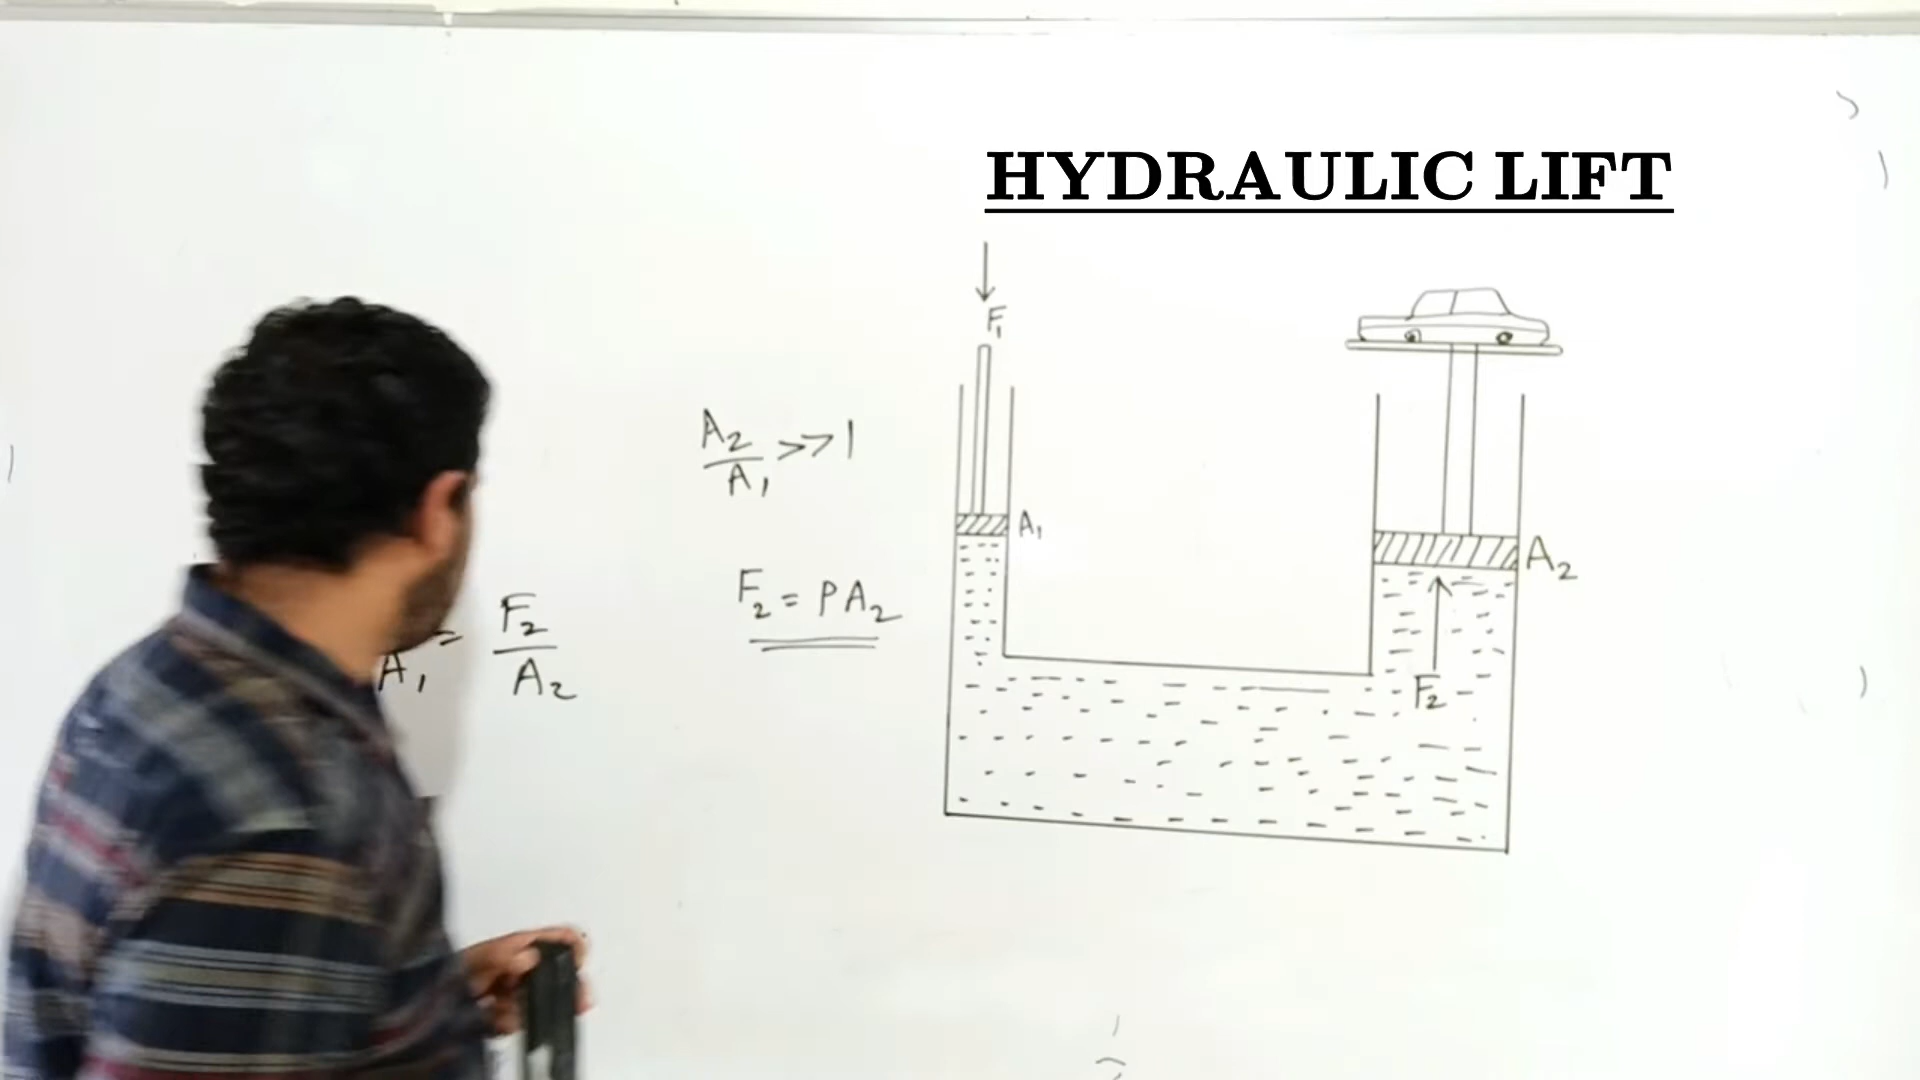 HYDRAULIC LIFT
F₁
A₂/A₁ >> 1
A₁
A₂
F₂ = PA₂
A₁ = F₂/A₂
F₂